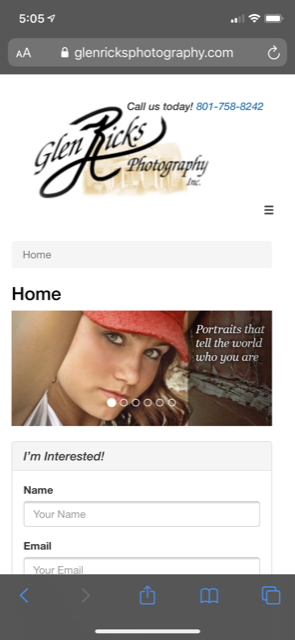 5:05
AA glenricksphotography.com
Call us today! 801-758-8242
Glen Ricks
Photography
Inc.
Home
Home
Portraits that
tell the world
who you are
I'm Interested!
Name
Your Name
Email
Your Email